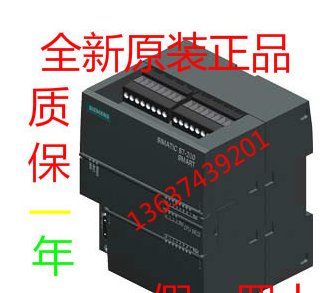 全新原装正品
质
保
一
年
SIEMENS
SIMATIC S7-200
SMART
13637439201